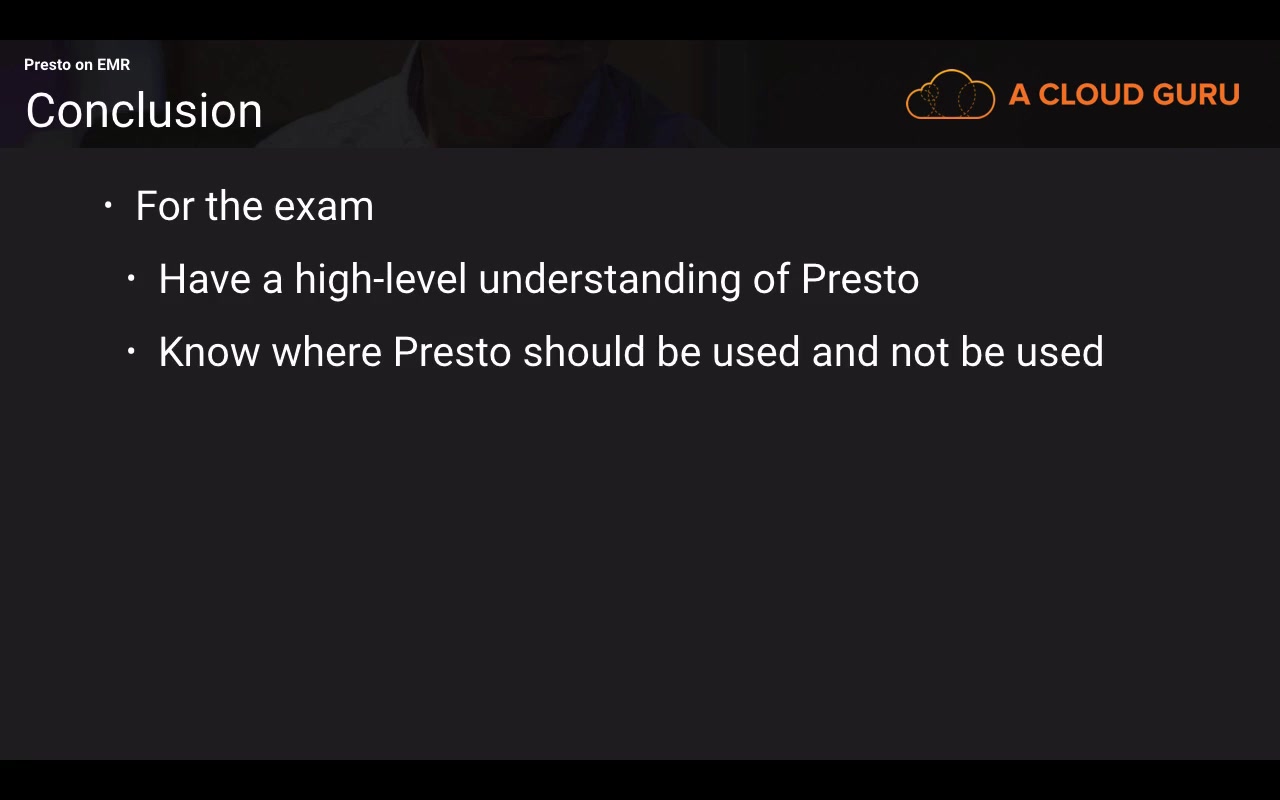 Presto on EMR
Conclusion
A CLOUD GURU
• For the exam
• Have a high-level understanding of Presto
• Know where Presto should be used and not be used